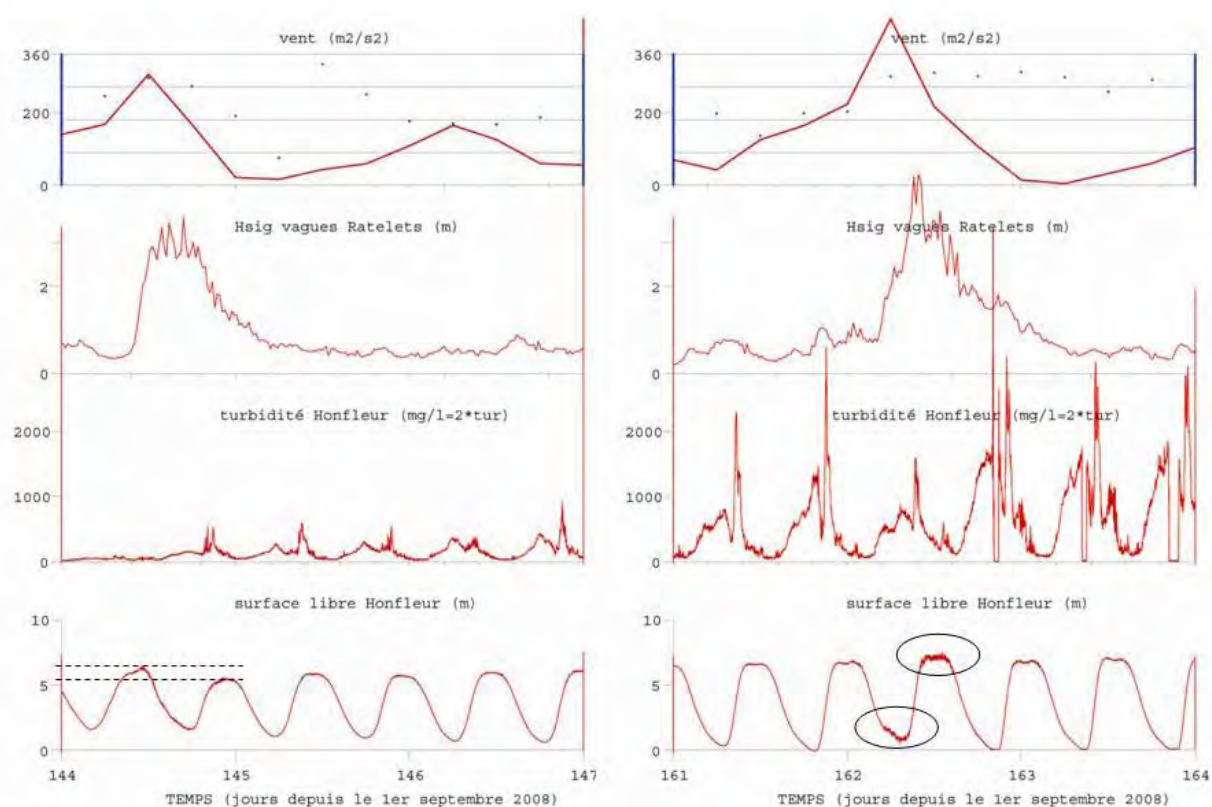 vent (m2/s2)
360
200
0
Hsig vagues Ratelets (m)
2
0
turbidité Honfleur (mg/l=2*tur)
2000
1000
0
surface libre Honfleur (m)
10
5
0
144 145 146 147
TEMPS (jours depuis le 1er septembre 2008)
vent (m2/s2)
360
200
0
Hsig vagues Ratelets (m)
2
0
turbidité Honfleur (mg/l=2*tur)
2000
1000
0
surface libre Honfleur (m)
10
5
0
161 162 163 164
TEMPS (jours depuis le 1er septembre 2008)